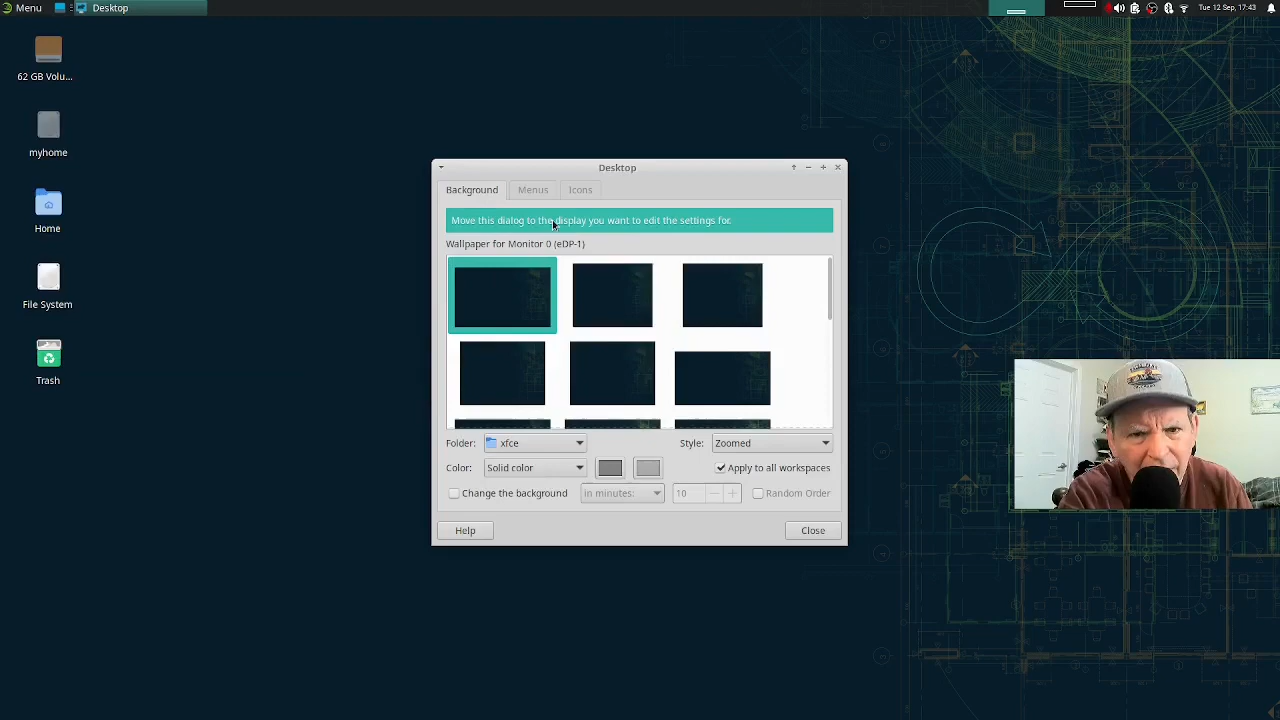 Menu
Desktop
Tue 12 Sep, 17:43
62 GB Volu...
myhome
Home
File System
Trash
Desktop
Background
Menus
Icons
Move this dialog to the display you want to edit the settings for.
Wallpaper for Monitor 0 (eDP-1)
Folder:
xfce
Style:
Zoomed
Color:
Solid color
Apply to all workspaces
Change the background
in minutes:
10
Random Order
Help
Close